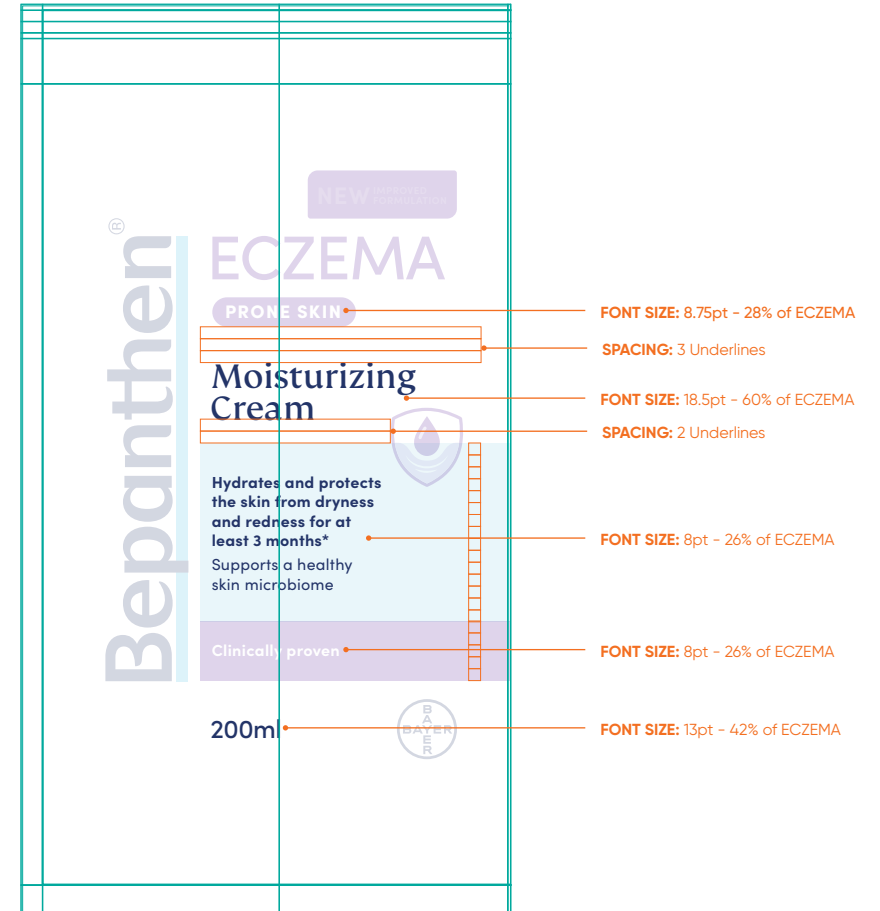 NEW IMPROVED
FORMULATION
Bepanthen®
ECZEMA
PRONE SKIN
FONT SIZE: 8.75pt - 28% of ECZEMA
SPACING: 3 Underlines
Moisturizing
Cream
FONT SIZE: 18.5pt - 60% of ECZEMA
SPACING: 2 Underlines
Hydrates and protects
the skin from dryness
and redness for at
least 3 months*
Supports a healthy
skin microbiome
FONT SIZE: 8pt - 26% of ECZEMA
Clinically proven
FONT SIZE: 8pt - 26% of ECZEMA
200ml
BAYER
BAYER
FONT SIZE: 13pt - 42% of ECZEMA